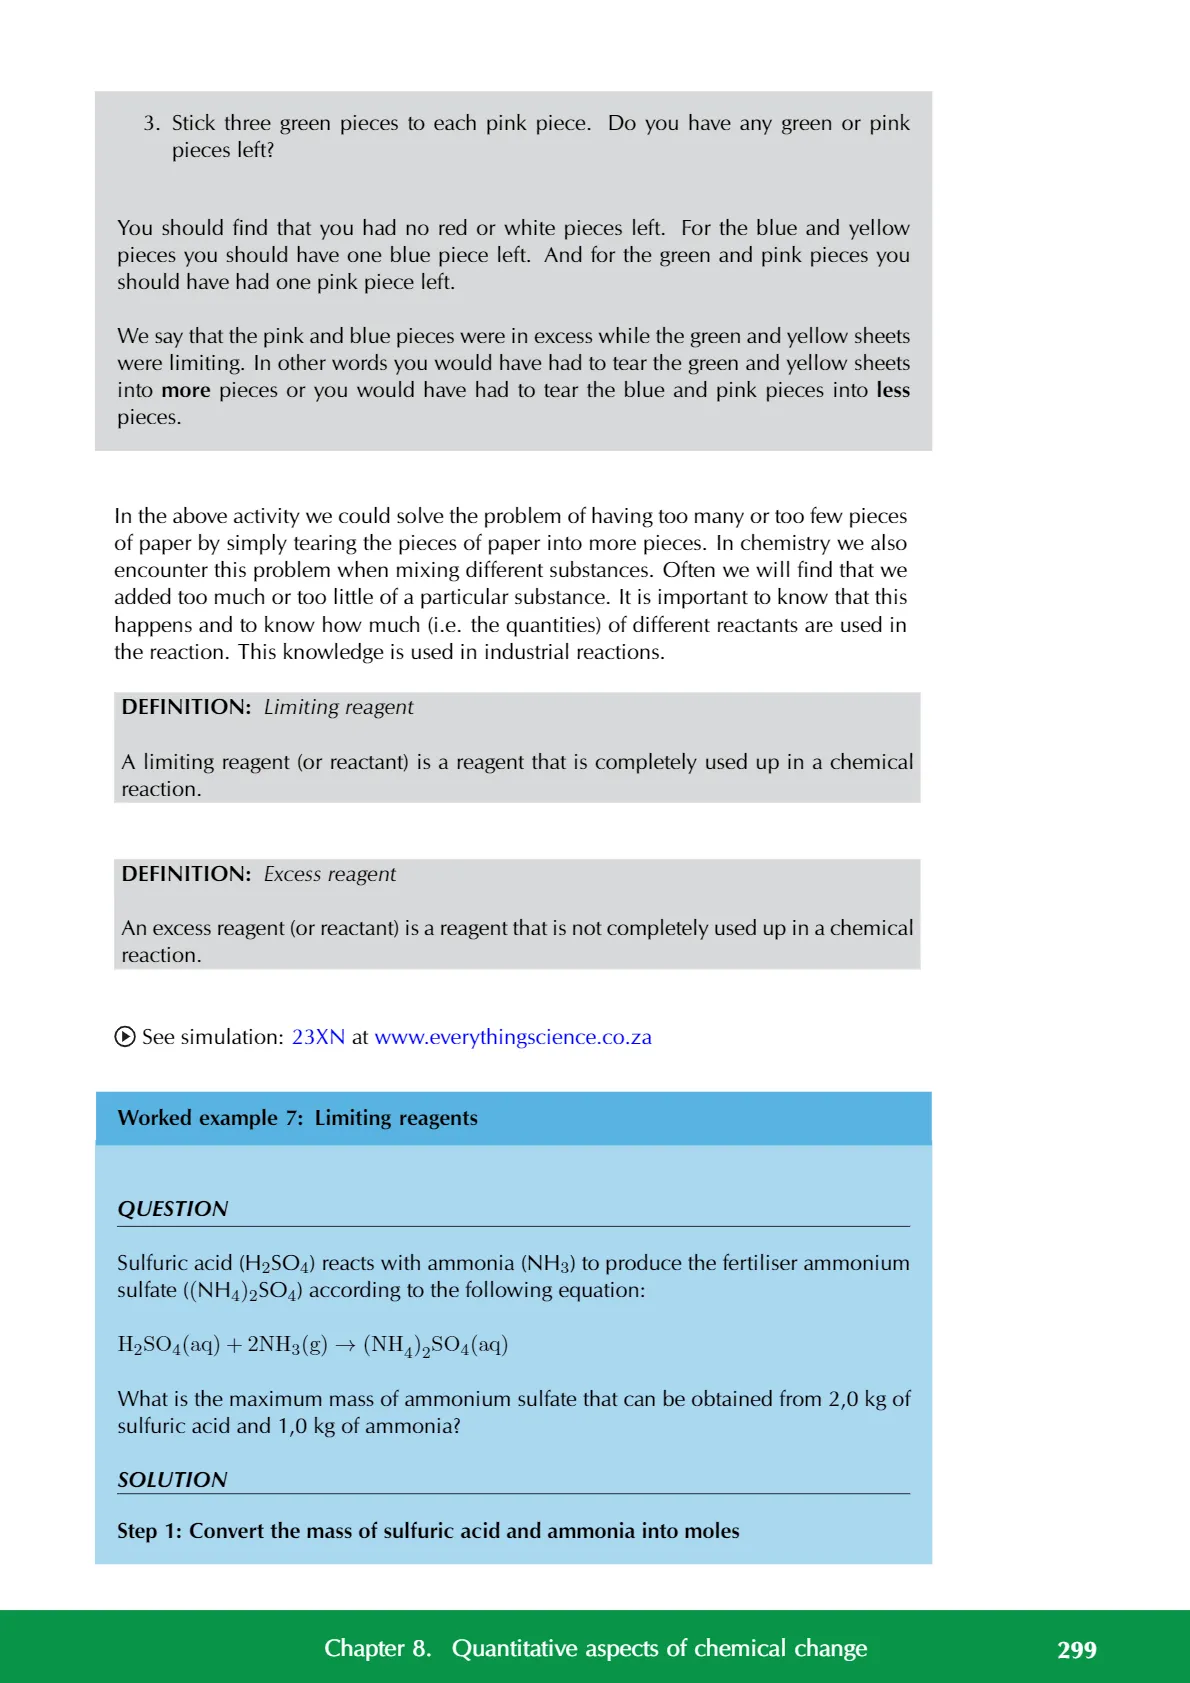 3. Stick three green pieces to each pink piece. Do you have any green or pink
pieces left?
You should find that you had no red or white pieces left. For the blue and yellow
pieces you should have one blue piece left. And for the green and pink pieces you
should have had one pink piece left.
We say that the pink and blue pieces were in excess while the green and yellow sheets
were limiting. In other words you would have had to tear the green and yellow sheets
into more pieces or you would have had to tear the blue and pink pieces into less
pieces.
In the above activity we could solve the problem of having too many or too few pieces
of paper by simply tearing the pieces of paper into more pieces. In chemistry we also
encounter this problem when mixing different substances. Often we will find that we
added too much or too little of a particular substance. It is important to know that this
happens and to know how much (i.e. the quantities) of different reactants are used in
the reaction. This knowledge is used in industrial reactions.
DEFINITION: Limiting reagent
A limiting reagent (or reactant) is a reagent that is completely used up in a chemical
reaction.
DEFINITION: Excess reagent
An excess reagent (or reactant) is a reagent that is not completely used up in a chemical
reaction.
See simulation: 23XN at www.everythingscience.co.za
Worked example 7: Limiting reagents
QUESTION
Sulfuric acid (H₂SO₄) reacts with ammonia (NH₃) to produce the fertiliser ammonium
sulfate ((NH₄)₂SO₄) according to the following equation:
H₂SO₄(aq) + 2NH₃(g) → (NH₄)₂SO₄(aq)
What is the maximum mass of ammonium sulfate that can be obtained from 2,0 kg of
sulfuric acid and 1,0 kg of ammonia?
SOLUTION
Step 1: Convert the mass of sulfuric acid and ammonia into moles
Chapter 8. Quantitative aspects of chemical change 299